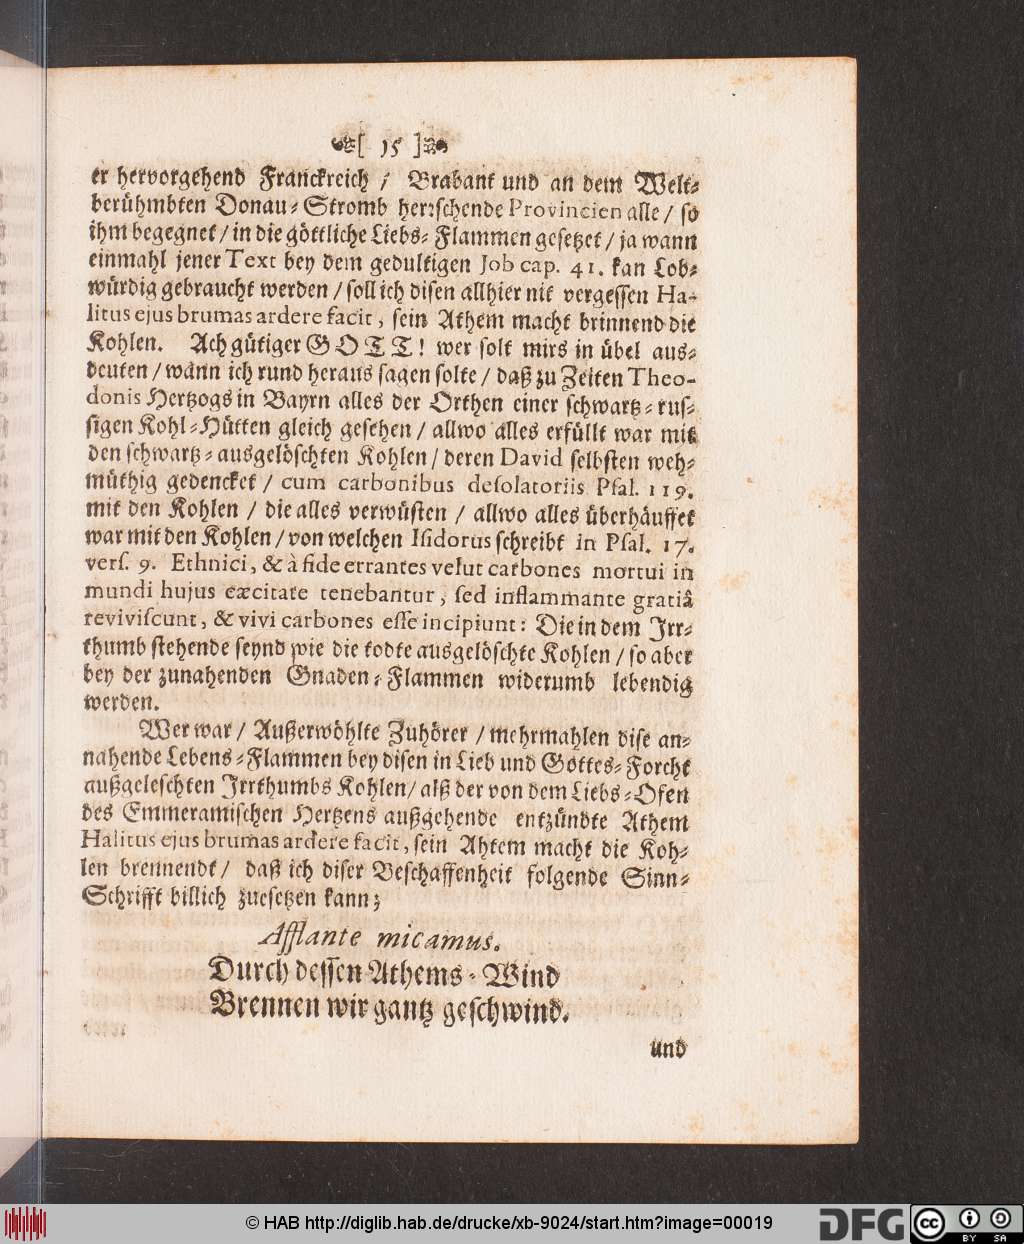 [ 15 ]
er hervorgehend Franckreich / Brabant und an dem Welt-
berühmbten Donau-Stromb herrschende Provincien alle / so
ihm begegnet / in die göttliche Liebs-Flammen gesetzet / ja wann
einmahl jener Text bey dem gedultigen Job cap. 41. kan Lob-
würdig gebraucht werden / soll ich disen allhier nit vergessen Ha-
litus ejus brumas ardere facit, sein Athem macht brinnend die
Kohlen. Ach gütiger GOTT! wer solt mirs in übel aus-
deuten / wann ich rund heraus sagen solte / daß zu Zeiten Theo-
donis Hertzogs in Bayrn alles der Orthen einer schwartz-rus-
sigen Kohl-Hütten gleich gesehen / allwo alles erfüllt war mit
den schwartz-ausgelöschten Kohlen / deren David selbsten weh-
müthig gedencket / cum carbonibus desolatoriis Psal. 119.
mit den Kohlen / die alles verwüsten / allwo alles überhäuffet
war mit den Kohlen / von welchen Isidorus schreibt in Psal. 17.
vers. 9. Ethnici, & à fide errantes velut carbones mortui in
mundi hujus excitate tenebantur, sed inflammante gratiâ
reviviscunt, & vivi carbones esse incipiunt: Die in dem Irr-
thumb stehende seynd wie die todte ausgelöschte Kohlen / so aber
bey der zunahenden Gnaden-Flammen widerumb lebendig
werden.
Wer war / Außerwöhlte Zuhörer / mehrmahlen dise an-
nahende Lebens-Flammen bey disen in Lieb und Gottes-Forcht
außgeleschten Irrthumbs Kohlen / alß der von dem Liebs-Ofen
des Emmeramischen Hertzens außgehende entzündte Athem
Halitus ejus brumas ardere facit, sein Ahtem macht die Koh-
len brennendt / daß ich diser Beschaffenheit folgende Sinn-
Schrifft billich zuesetzen kann;
Afflante micamus.
Durch dessen Athems-Wind
Brennen wir gantz geschwind.
und
© HAB http://diglib.hab.de/drucke/xb-9024/start.htm?image=00019
DFG
cc
BY SA